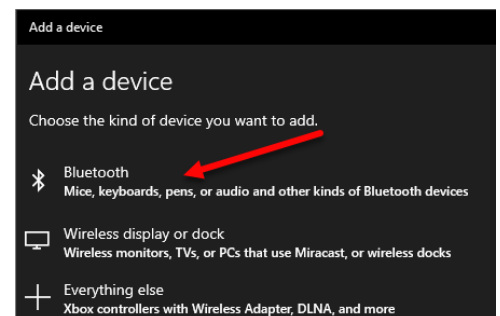 Add a device
Add a device
Choose the kind of device you want to add.
Bluetooth
Mice, keyboards, pens, or audio and other kinds of Bluetooth devices
Wireless display or dock
Wireless monitors, TVs, or PCs that use Miracast, or wireless docks
Everything else
Xbox controllers with Wireless Adapter, DLNA, and more